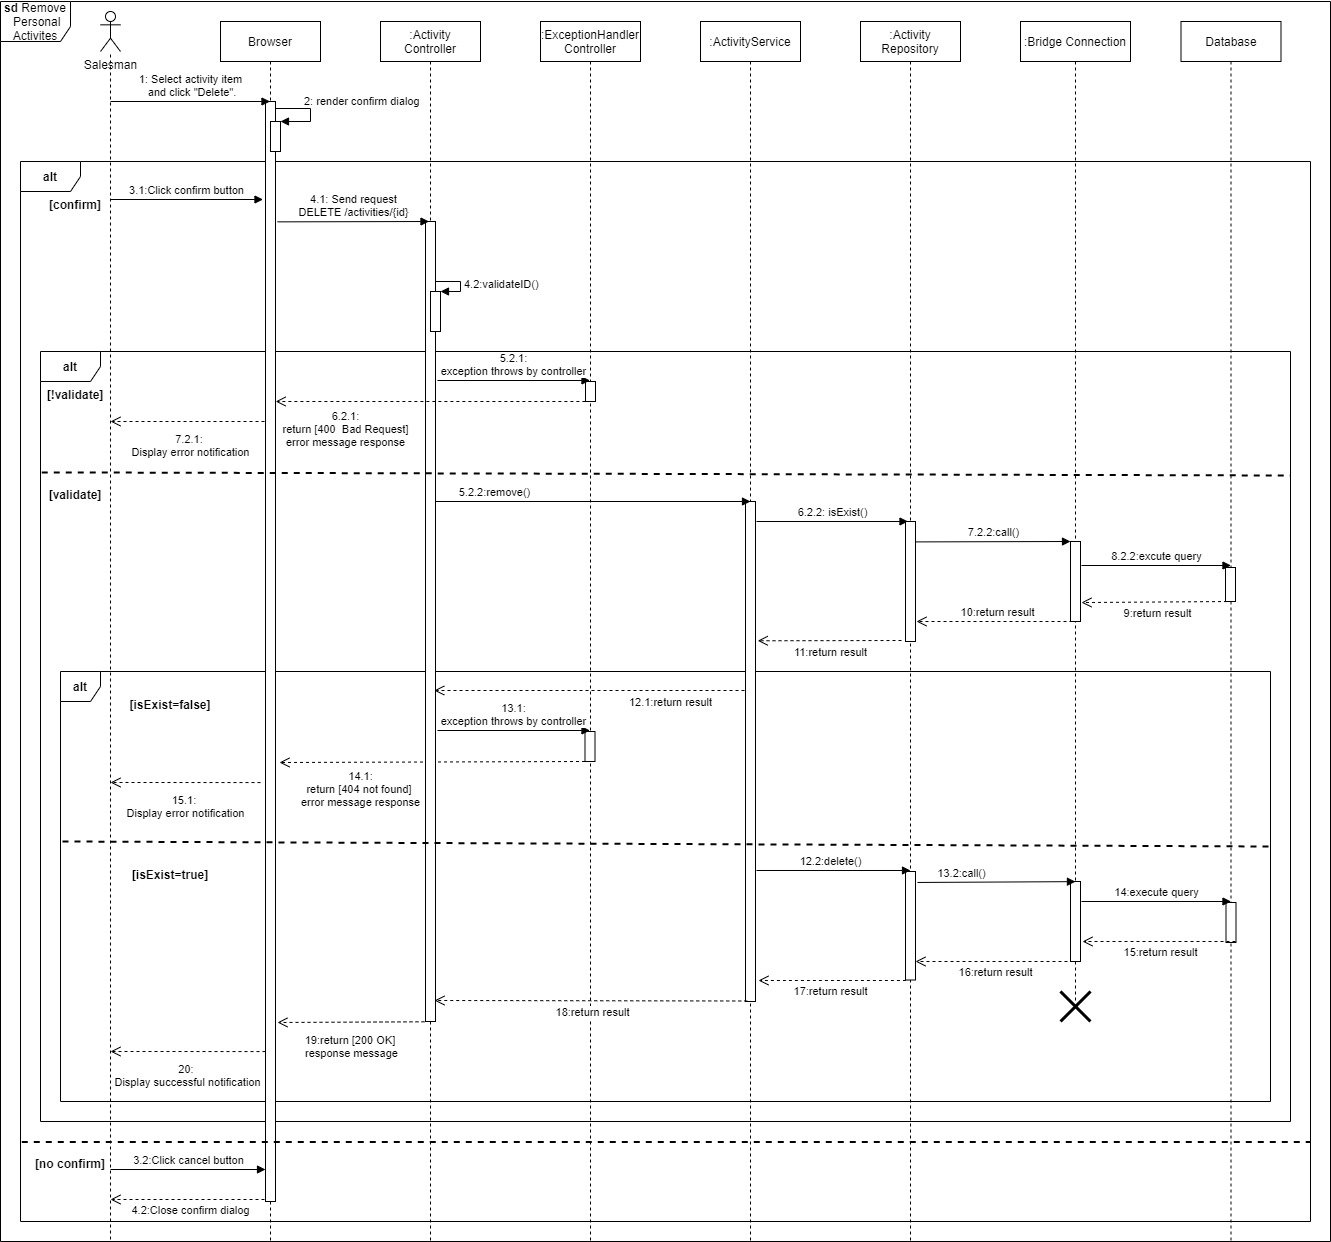 sd Remove
Personal
Activites
Salesman
Browser
:Activity
Controller
:ExceptionHandler
Controller
:ActivityService
:Activity
Repository
:Bridge Connection
Database
1: Select activity item
and click "Delete".
2: render confirm dialog
alt
[confirm]
3.1:Click confirm button
4.1: Send request
DELETE /activities/{id}
4.2:validateID()
alt
[!validate]
5.2.1:
exception throws by controller
6.2.1:
return [400  Bad Request]
error message response
7.2.1:
Display error notification
[validate]
5.2.2:remove()
6.2.2: isExist()
7.2.2:call()
8.2.2:excute query
9:return result
10:return result
11:return result
alt
[isExist=false]
12.1:return result
13.1:
exception throws by controller
14.1:
return [404 not found]
error message response
15.1:
Display error notification
[isExist=true]
12.2:delete()
13.2:call()
14:execute query
15:return result
16:return result
17:return result
18:return result
19:return [200 OK]
response message
20:
Display successful notification
[no confirm]
3.2:Click cancel button
4.2:Close confirm dialog